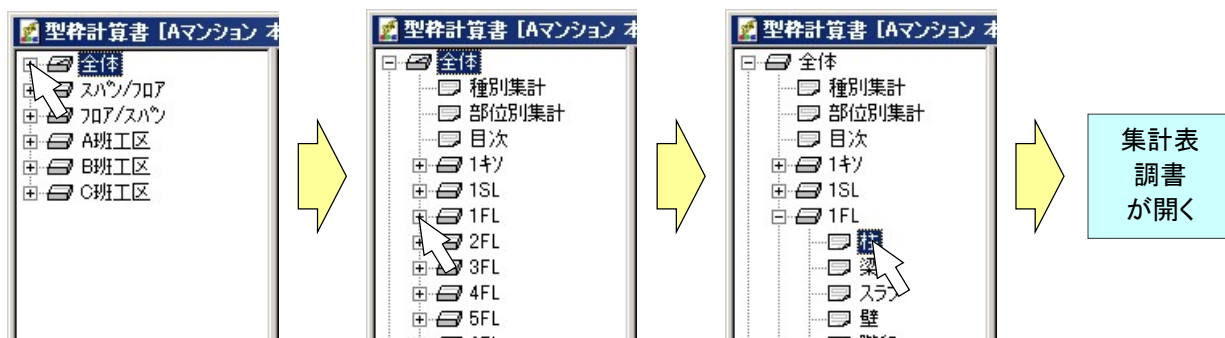 型枠計算書 [Aマンション 本
全体
スパン/フロア
フロア/スパン
A班工区
B班工区
C班工区
型枠計算書 [Aマンション 本
全体
種別集計
部位別集計
目次
1キソ
1SL
1FL
2FL
3FL
4FL
5FL
型枠計算書 [Aマンション 本
全体
種別集計
部位別集計
目次
1キソ
1SL
1FL
柱
梁
スラブ
壁
集計表
調書
が開く